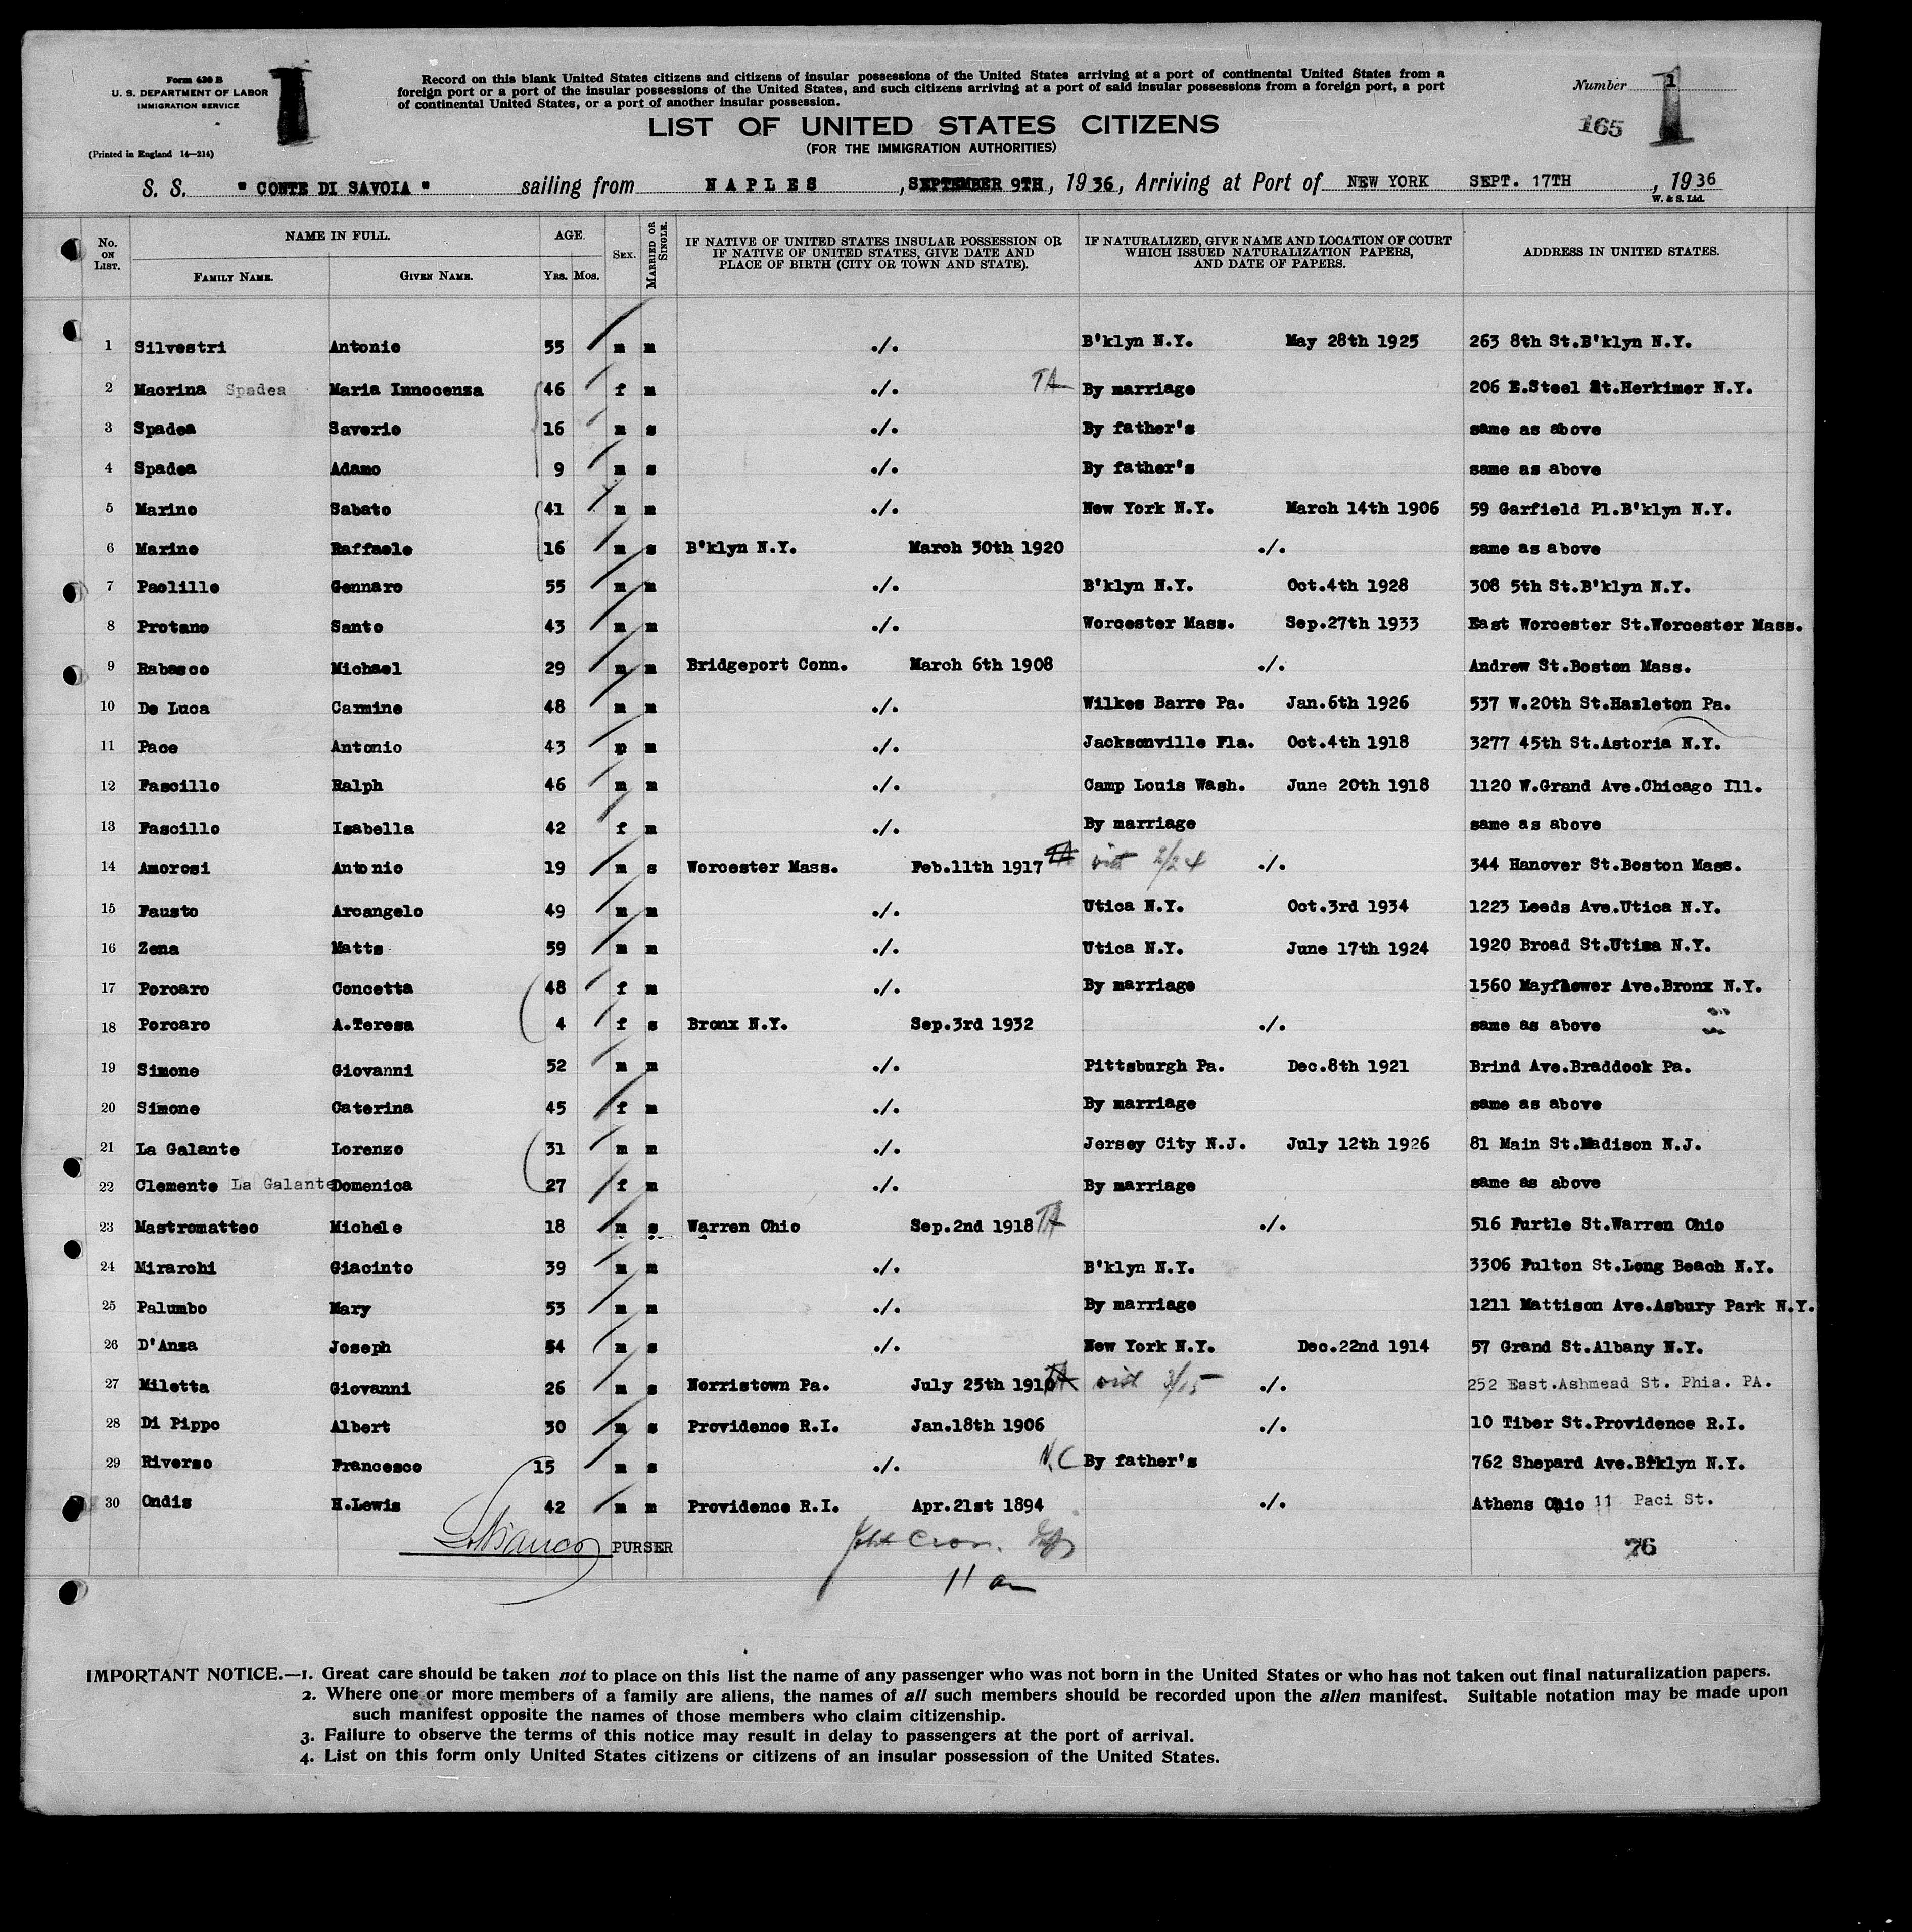 Form 630 B
U. S. DEPARTMENT OF LABOR
IMMIGRATION SERVICE
(Printed in England 14—214)
1
Record on this blank United States citizens and citizens of insular possessions of the United States arriving at a port of continental United States from a
foreign port or a port of the insular possessions of the United States, and such citizens arriving at a port of said insular possessions from a foreign port, a port
of continental United States, or a port of another insular possession.
Number 1
1
165
LIST OF UNITED STATES CITIZENS
(FOR THE IMMIGRATION AUTHORITIES)
S. S. " CONTE DI SAVOIA " sailing from NAPLES, SEPTEMBER 9TH, 1936, Arriving at Port of NEW YORK SEPT. 17TH, 1936
W. & S. Ltd.
No. ON LIST. NAME IN FULL. FAMILY NAME. GIVEN NAME. AGE. YRS. MOS. SEX. MARRIED OR SINGLE. IF NATIVE OF UNITED STATES INSULAR POSSESSION OR IF NATIVE OF UNITED STATES, GIVE DATE AND PLACE OF BIRTH (CITY OR TOWN AND STATE). IF NATURALIZED, GIVE NAME AND LOCATION OF COURT WHICH ISSUED NATURALIZATION PAPERS, AND DATE OF PAPERS. ADDRESS IN UNITED STATES.
1 Silvestri Antonio 55 m m ./. B'klyn N.Y. May 28th 1925 263 8th St.B'klyn N.Y.
2 Macrina Spadea Maria Innocenza 46 f m ./. TA By marriage 206 E.Steel St.Herkimer N.Y.
3 Spadea Saverio 16 m s ./. By father's same as above
4 Spadea Adamo 9 m s ./. By father's same as above
5 Marino Sabato 41 m m ./. New York N.Y. March 14th 1906 59 Garfield Pl.B'klyn N.Y.
6 Marino Raffaele 16 m s B'klyn N.Y. March 30th 1920 ./. same as above
7 Paolillo Gennaro 55 m m ./. B'klyn N.Y. Oct.4th 1928 308 5th St.B'klyn N.Y.
8 Protano Santo 43 m m ./. Worcester Mass. Sep.27th 1933 East Worcester St.Worcester Mass.
9 Rabasco Michael 29 m m Bridgeport Conn. March 6th 1908 ./. Andrew St.Boston Mass.
10 De Luca Carmine 48 m m ./. Wilkes Barre Pa. Jan.6th 1926 537 W.20th St.Hazleton Pa.
11 Pace Antonio 43 m m ./. Jacksonville Fla. Oct.4th 1918 3277 45th St.Astoria N.Y.
12 Fascillo Ralph 46 m m ./. Camp Louis Wash. June 20th 1918 1120 W.Grand Ave.Chicago Ill.
13 Fascillo Isabella 42 f m ./. By marriage same as above
14 Amorosi Antonio 19 m s Worcester Mass. Feb.11th 1917 TA visit 2/24 ./. 344 Hanover St.Boston Mass.
15 Fausto Arcangelo 49 m m ./. Utica N.Y. Oct.3rd 1934 1223 Leeds Ave.Utica N.Y.
16 Zena Matts 59 m m ./. Utica N.Y. June 17th 1924 1920 Broad St.Utica N.Y.
17 Porcaro Concetta 48 f m ./. By marriage 1560 Mayflower Ave.Bronx N.Y.
18 Porcaro A.Teresa 4 f s Bronx N.Y. Sep.3rd 1932 ./. same as above
19 Simone Giovanni 52 m m ./. Pittsburgh Pa. Dec.8th 1921 Brind Ave.Braddock Pa.
20 Simone Caterina 45 f m ./. By marriage same as above
21 La Galante Lorenzo 31 m m ./. Jersey City N.J. July 12th 1926 81 Main St.Madison N.J.
22 Clemente La Galante Domenica 27 f m ./. By marriage same as above
23 Mastromatteo Michele 18 m s Warren Ohio Sep.2nd 1918 TA ./. 516 Furtle St.Warren Ohio
24 Mirarchi Giacinto 39 m m ./. B'klyn N.Y. 3306 Fulton St.Long Beach N.Y.
25 Palumbo Mary 53 m m ./. By marriage 1211 Mattison Ave.Asbury Park N.Y.
26 D'Anza Joseph 54 m s ./. New York N.Y. Dec.22nd 1914 57 Grand St.Albany N.Y.
27 Miletta Giovanni 26 m s Norristown Pa. July 25th 1910 TA visit 3/15 ./. 252 East.Ashmead St. Phia. PA.
28 Di Pippo Albert 30 m s Providence R.I. Jan.18th 1906 ./. 10 Tiber St.Providence R.I.
29 Riverso Francesco 15 m s ./. N.C By father's 762 Shepard Ave.B'klyn N.Y.
30 Ondis H.Lewis 42 m m Providence R.I. Apr.21st 1894 ./. Athens Ohio 11 Paci St.
PURSER
76
11 am
IMPORTANT NOTICE.—1. Great care should be taken not to place on this list the name of any passenger who was not born in the United States or who has not taken out final naturalization papers.
2. Where one or more members of a family are aliens, the names of all such members should be recorded upon the alien manifest. Suitable notation may be made upon
such manifest opposite the names of those members who claim citizenship.
3. Failure to observe the terms of this notice may result in delay to passengers at the port of arrival.
4. List on this form only United States citizens or citizens of an insular possession of the United States.